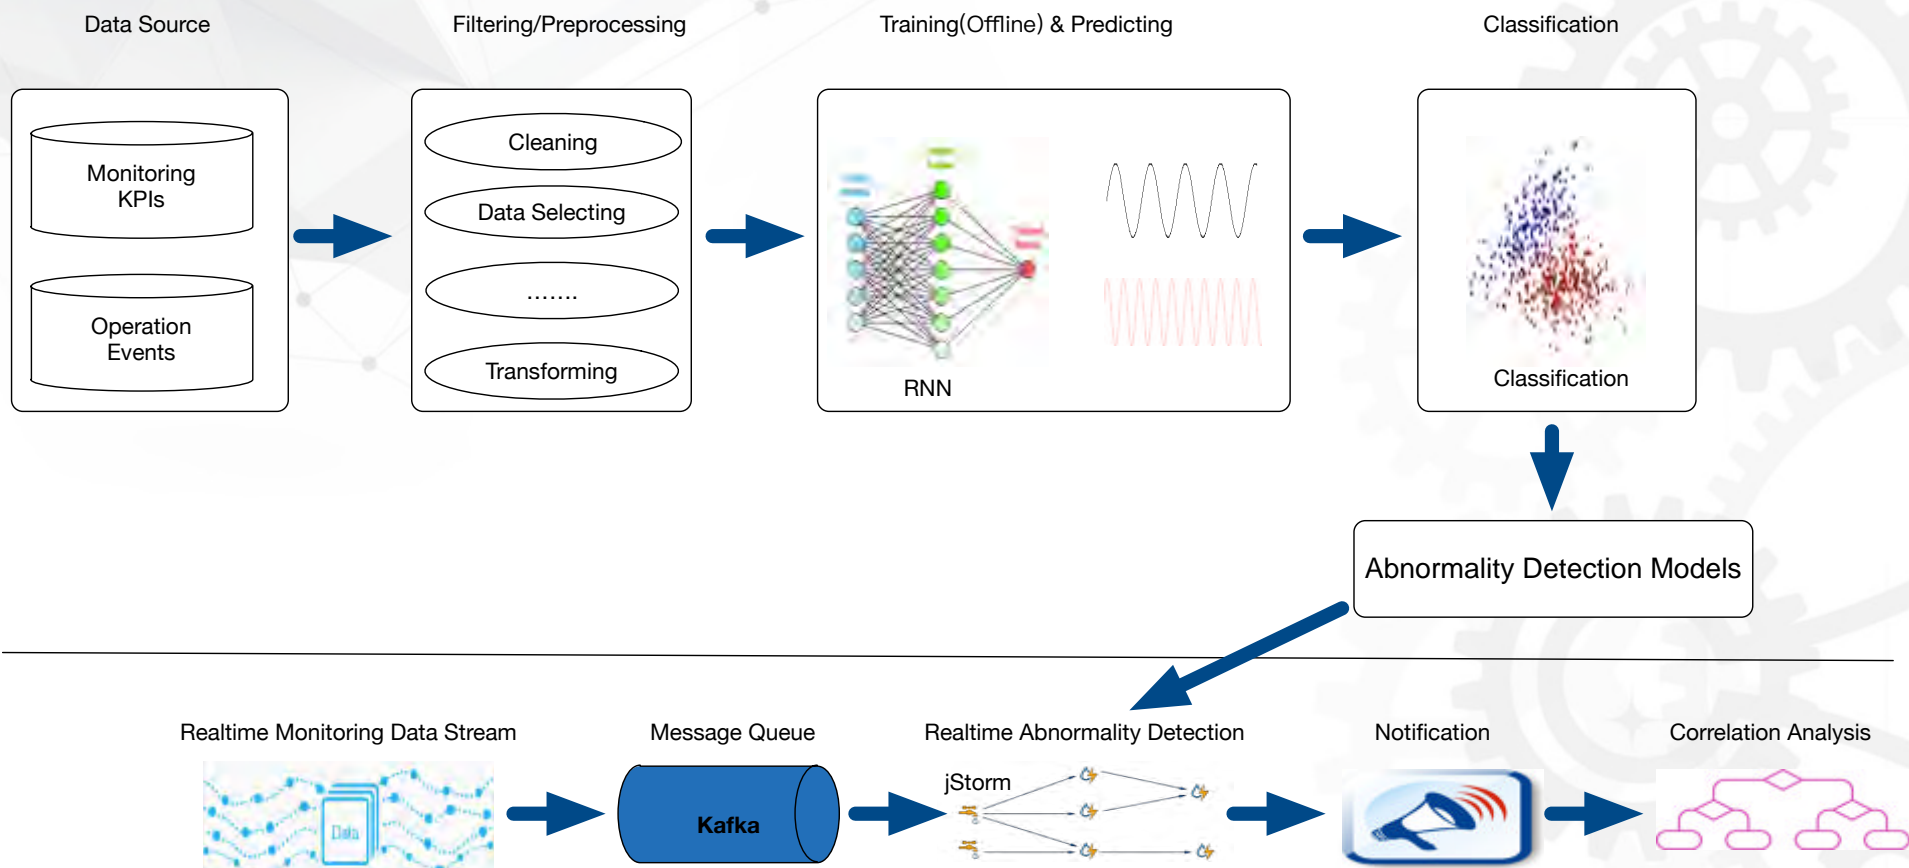 Data Source
Filtering/Preprocessing
Training(Offline) & Predicting
Classification
Monitoring
KPIs
Operation
Events
Cleaning
Data Selecting
.......
Transforming
RNN
Classification
Abnormality Detection Models
Realtime Monitoring Data Stream
Message Queue
Realtime Abnormality Detection
Notification
Correlation Analysis
Data
Kafka
jStorm